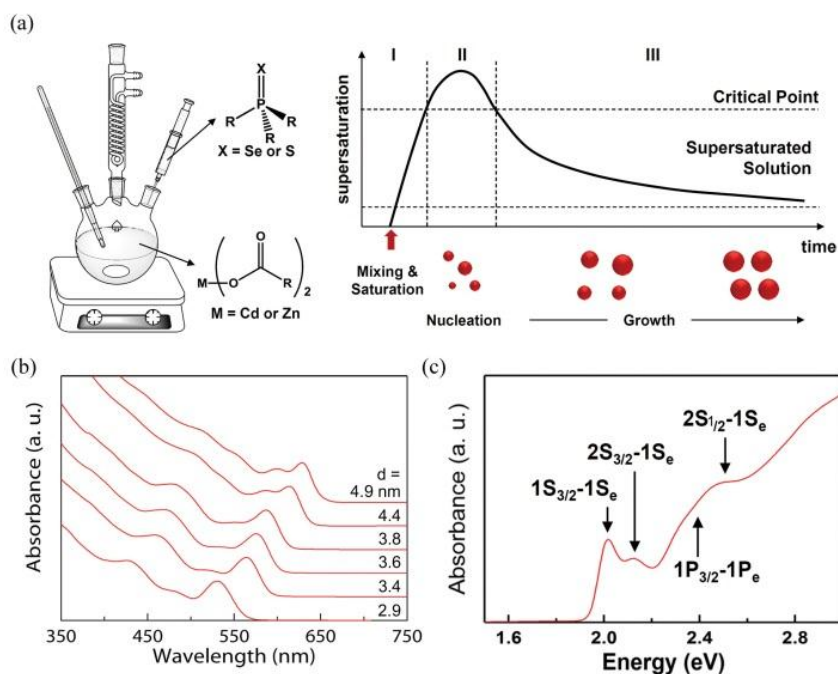 (a)
X
P
R
R
R
X = Se or S
O
M
O
R
2
M = Cd or Zn
I
II
III
supersaturation
Critical Point
Supersaturated
Solution
time
Mixing &
Saturation
Nucleation
Growth
(b)
Absorbance (a. u.)
d =
4.9 nm
4.4
3.8
3.6
3.4
2.9
350
450
550
650
750
Wavelength (nm)
(c)
Absorbance (a. u.)
1S3/2-1Se
2S3/2-1Se
2S1/2-1Se
1P3/2-1Pe
1.6
2.0
2.4
2.8
Energy (eV)